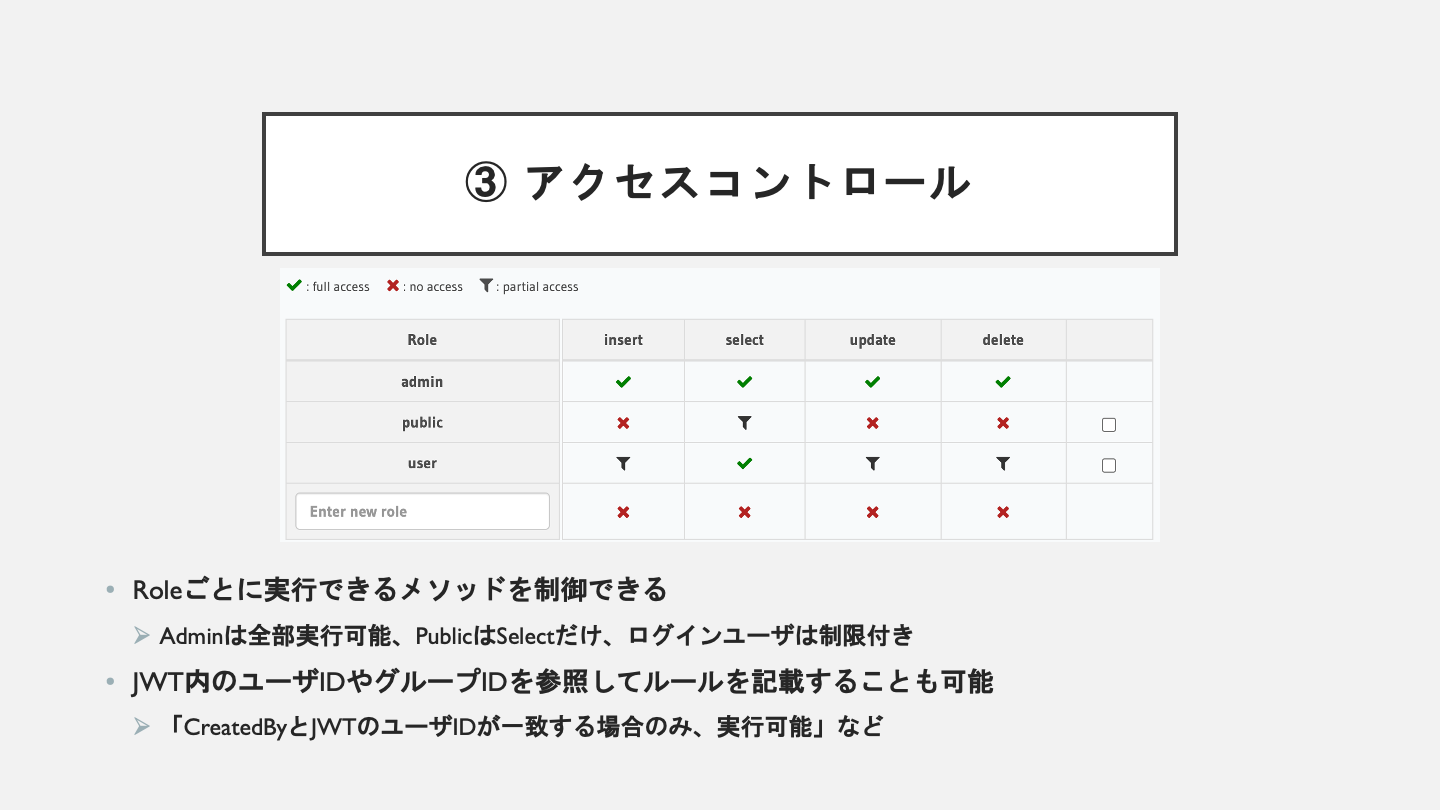 ③ アクセスコントロール
: full access : no access : partial access
Role insert select update delete
admin
public
user
Enter new role
• Roleごとに実行できるメソッドを制御できる
➢ Adminは全部実行可能、PublicはSelectだけ、ログインユーザは制限付き
• JWT内のユーザIDやグループIDを参照してルールを記載することも可能
➢ 「CreatedByとJWTのユーザIDが一致する場合のみ、実行可能」など